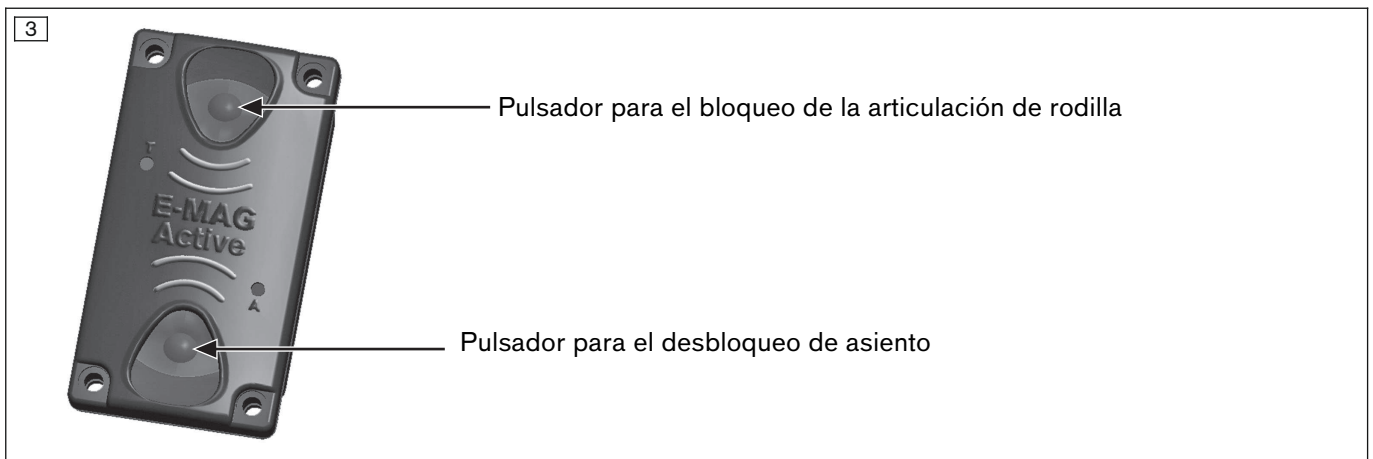 3
Pulsador para el bloqueo de la articulación de rodilla
T
E-MAG
Active
A
Pulsador para el desbloqueo de asiento